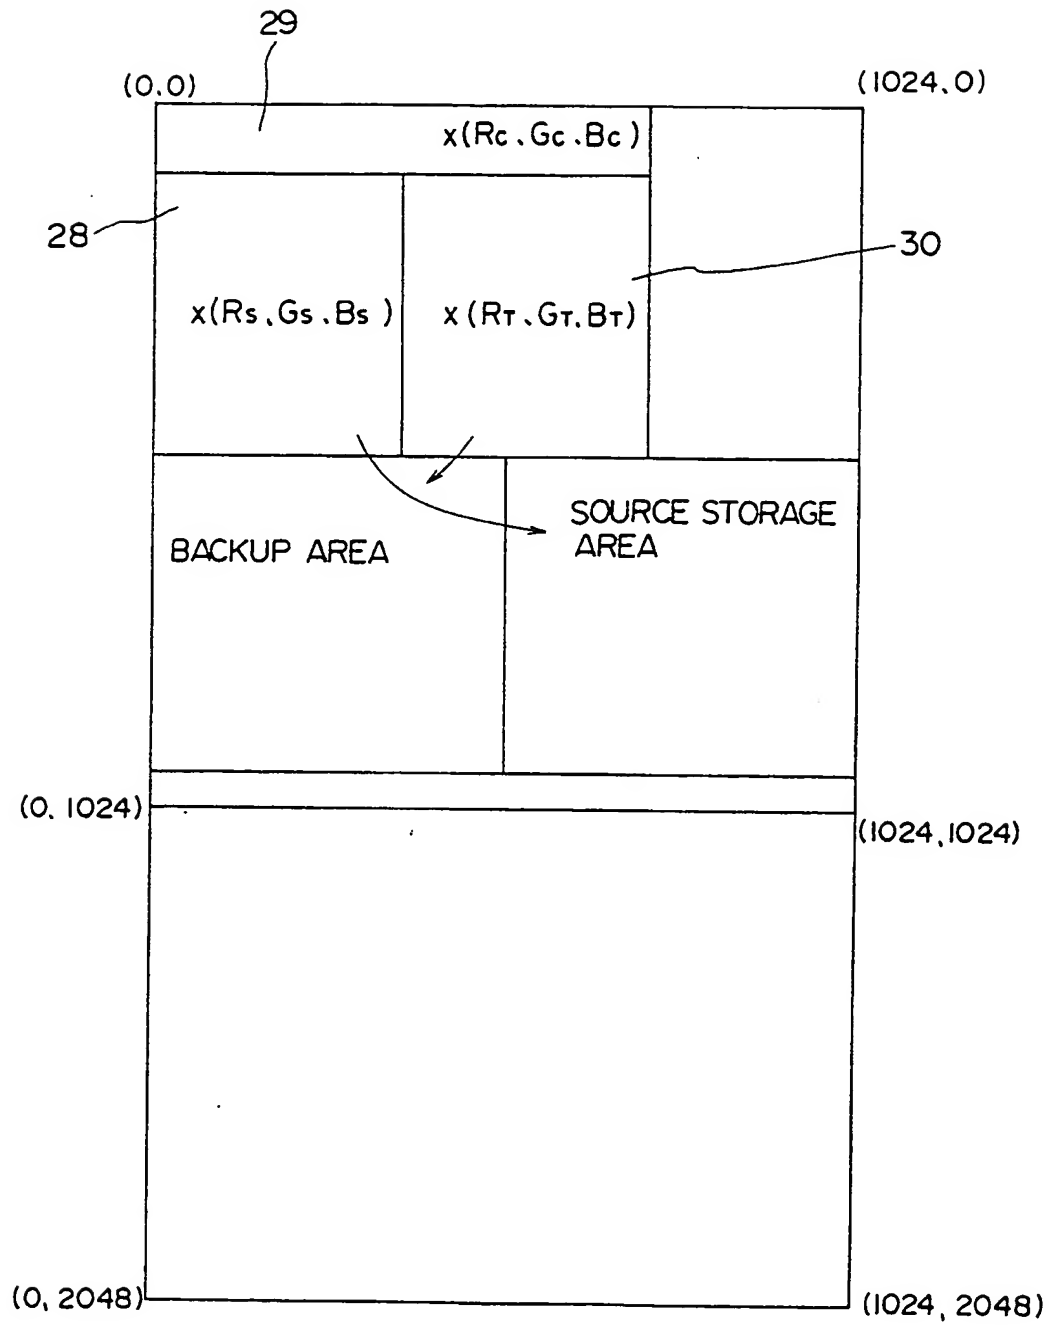 29
(0.0)
(1024.0)
x(Rc.Gc.Bc)
28
30
x(Rs.Gs.Bs)
x(RT.GT.BT)
SOURCE STORAGE
AREA
BACKUP AREA
(0.1024)
(1024,1024)
(0,2048)
(1024,2048)